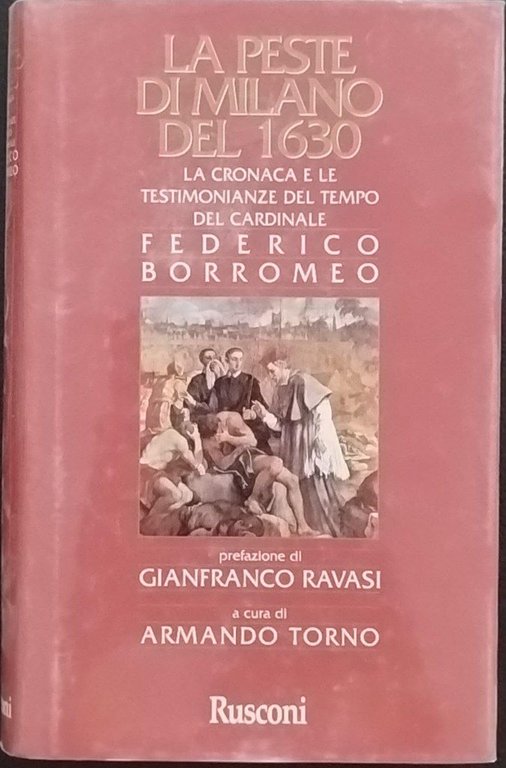 LA PESTE
DI MILANO
DEL 1630
LA CRONACA E LE
TESTIMONIANZE DEL TEMPO
DEL CARDINALE
FEDERICO
BORROMEO
prefazione di
GIANFRANCO RAVASI
a cura di
ARMANDO TORNO
Rusconi